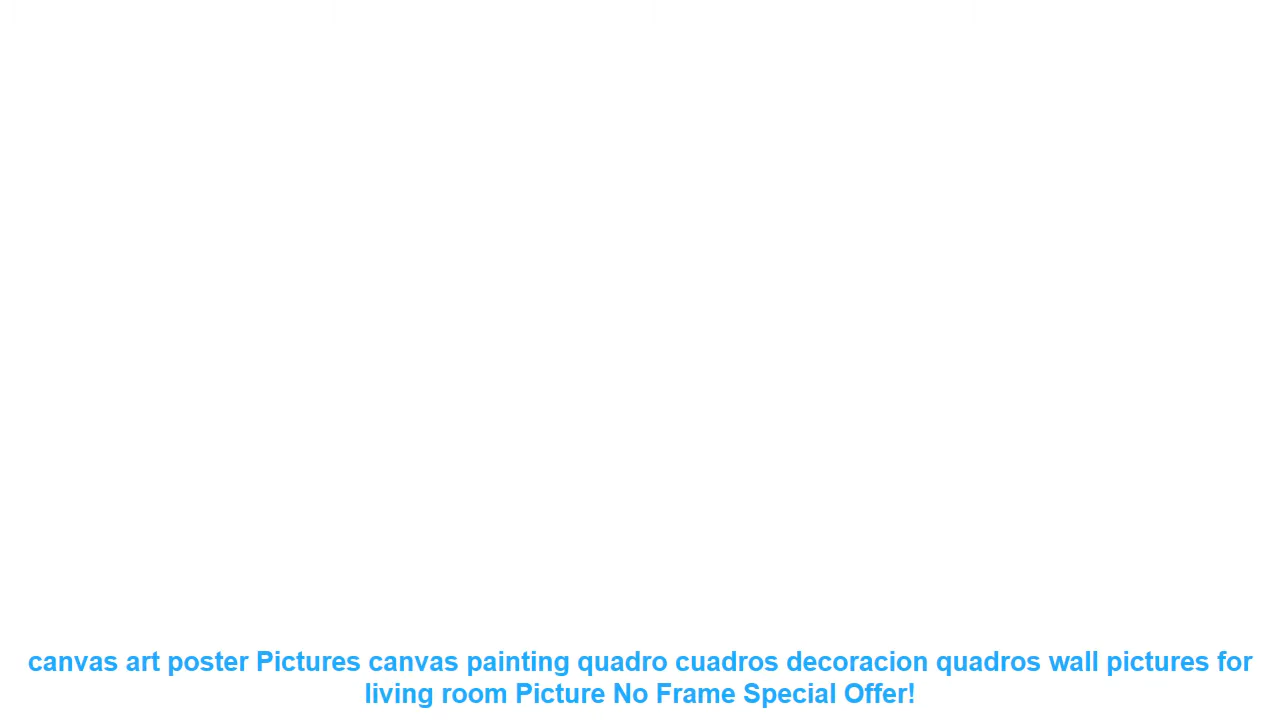 canvas art poster Pictures canvas painting quadro cuadros decoracion quadros wall pictures for
living room Picture No Frame Special Offer!